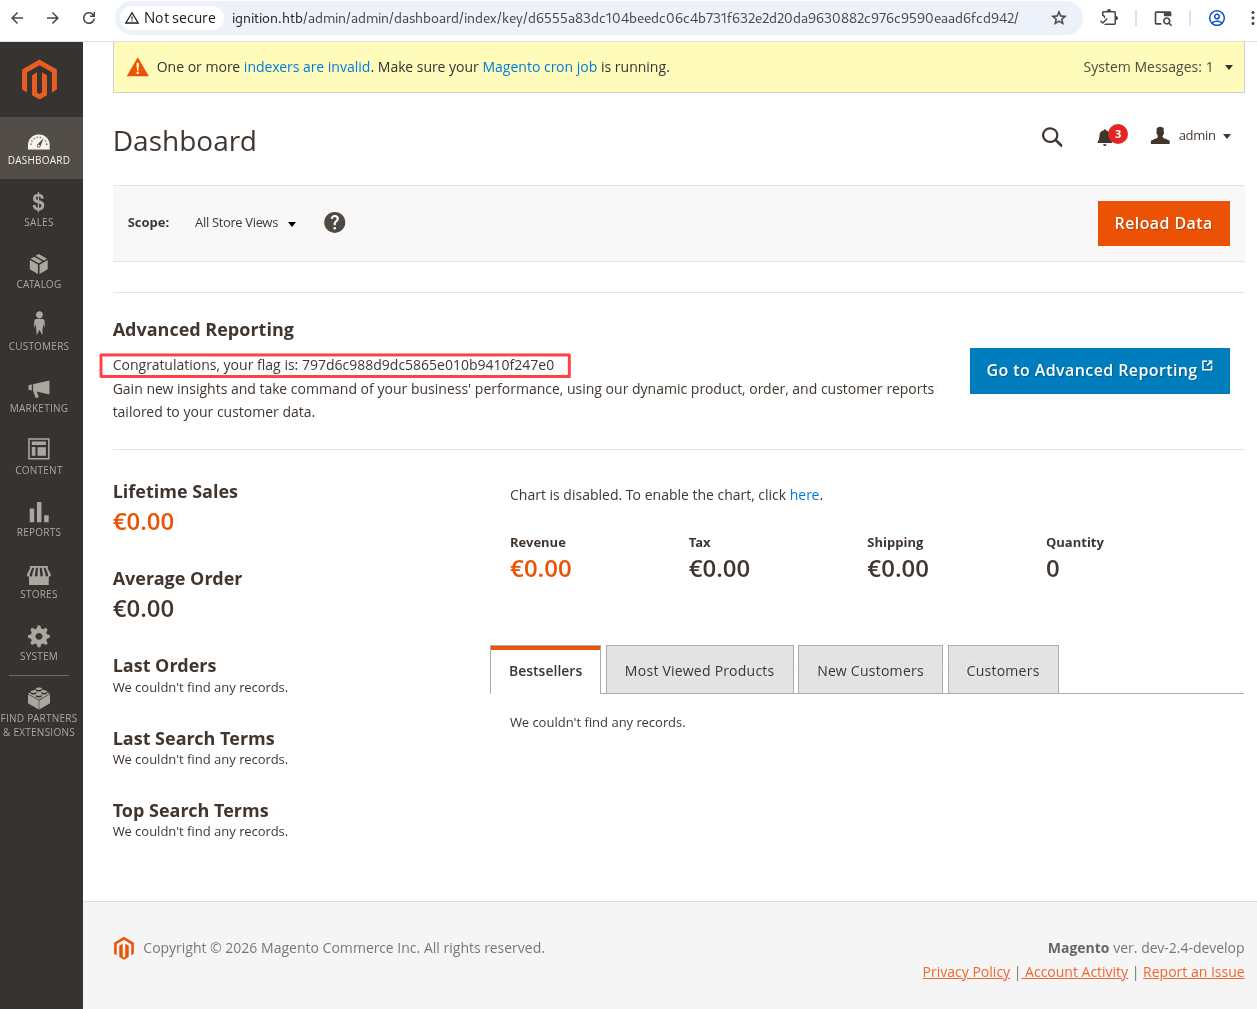 Not secure ignition.htb/admin/admin/dashboard/index/key/d6555a83dc104beedc06c4b731f632e2d20da9630882c976c9590eaad6fcd942/
One or more indexers are invalid. Make sure your Magento cron job is running. System Messages: 1
Dashboard
3
admin
Scope: All Store Views ? Reload Data
DASHBOARD
SALES
CATALOG
CUSTOMERS
MARKETING
CONTENT
REPORTS
STORES
SYSTEM
FIND PARTNERS
& EXTENSIONS
Advanced Reporting
Congratulations, your flag is: 797d6c988d9dc5865e010b9410f247e0
Gain new insights and take command of your business' performance, using our dynamic product, order, and customer reports
tailored to your customer data.
Go to Advanced Reporting
Lifetime Sales
€0.00
Average Order
€0.00
Last Orders
We couldn't find any records.
Last Search Terms
We couldn't find any records.
Top Search Terms
We couldn't find any records.
Chart is disabled. To enable the chart, click here.
Revenue Tax Shipping Quantity
€0.00 €0.00 €0.00 0
Bestsellers Most Viewed Products New Customers Customers
We couldn't find any records.
Copyright © 2026 Magento Commerce Inc. All rights reserved.
Magento ver. dev-2.4-develop
Privacy Policy | Account Activity | Report an Issue